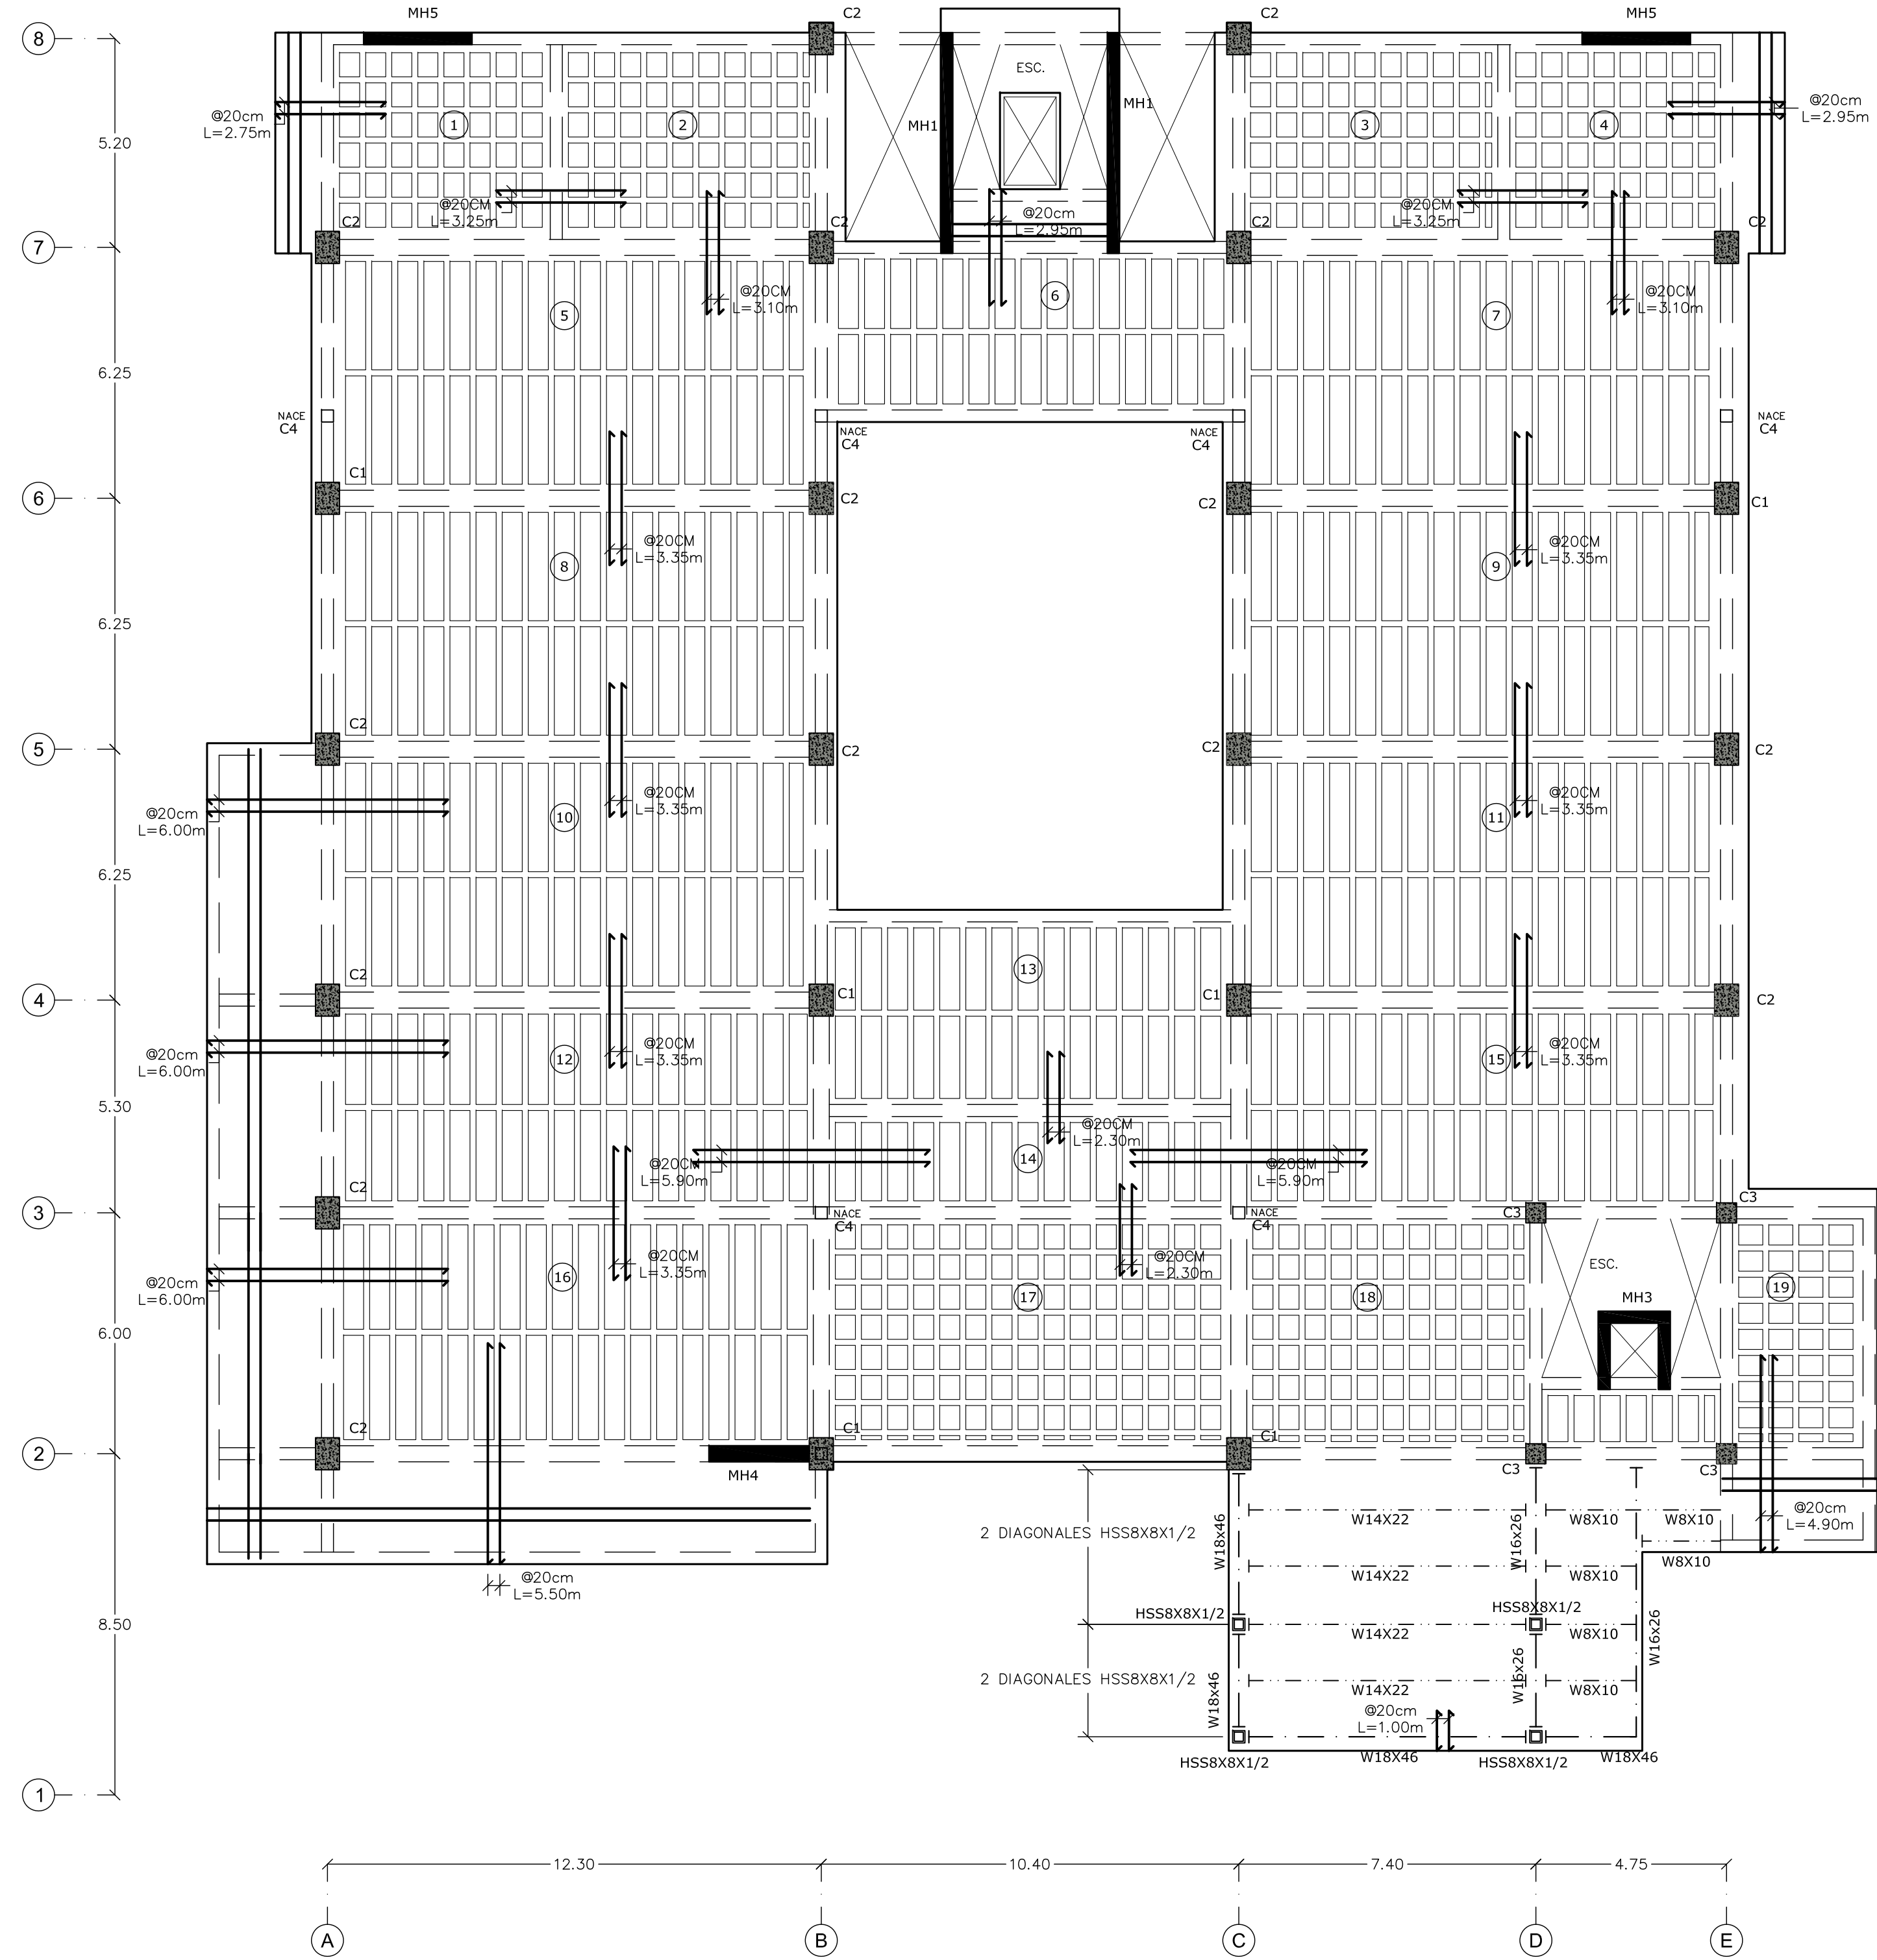 MH5
C2
C2
MH5
8
ESC.
@20cm
L=2.75m
5.20
1
2
MH1
MH1
3
4
@20cm
L=2.95m
@20CM
L=3.25m
@20cm
L=2.95m
@20CM
L=3.25m
7
C2
C2
C2
C2
5
@20CM
L=3.10m
6
7
@20CM
L=3.10m
6.25
NACE
C4
NACE
C4
NACE
C4
NACE
C4
6
C1
C2
C2
C1
@20CM
L=3.35m
@20CM
L=3.35m
8
9
6.25
5
C2
C2
C2
C2
@20cm
L=6.00m
10
@20CM
L=3.35m
11
@20CM
L=3.35m
6.25
13
4
C2
C1
C1
C2
@20cm
L=6.00m
12
@20CM
L=3.35m
15
@20CM
L=3.35m
5.30
@20CM
L=2.30m
14
@20CM
L=5.90m
@20CM
L=5.90m
3
C2
NACE
C4
NACE
C4
C3
C3
@20cm
L=6.00m
16
@20CM
L=3.35m
@20CM
L=2.30m
17
18
ESC.
MH3
19
6.00
2
C2
MH4
C1
C1
C3
C3
@20cm
L=4.90m
2 DIAGONALES HSS8X8X1/2
W18x46
W14X22
W16x26
W8X10
W8X10
W8X10
W14X22
W8X10
@20cm
L=5.50m
8.50
HSS8X8X1/2
HSS8X8X1/2
W14X22
W8X10
W16x26
2 DIAGONALES HSS8X8X1/2
W18x46
W14X22
W16x26
W8X10
@20cm
L=1.00m
HSS8X8X1/2
W18X46
HSS8X8X1/2
W18X46
1
12.30
10.40
7.40
4.75
A
B
C
D
E